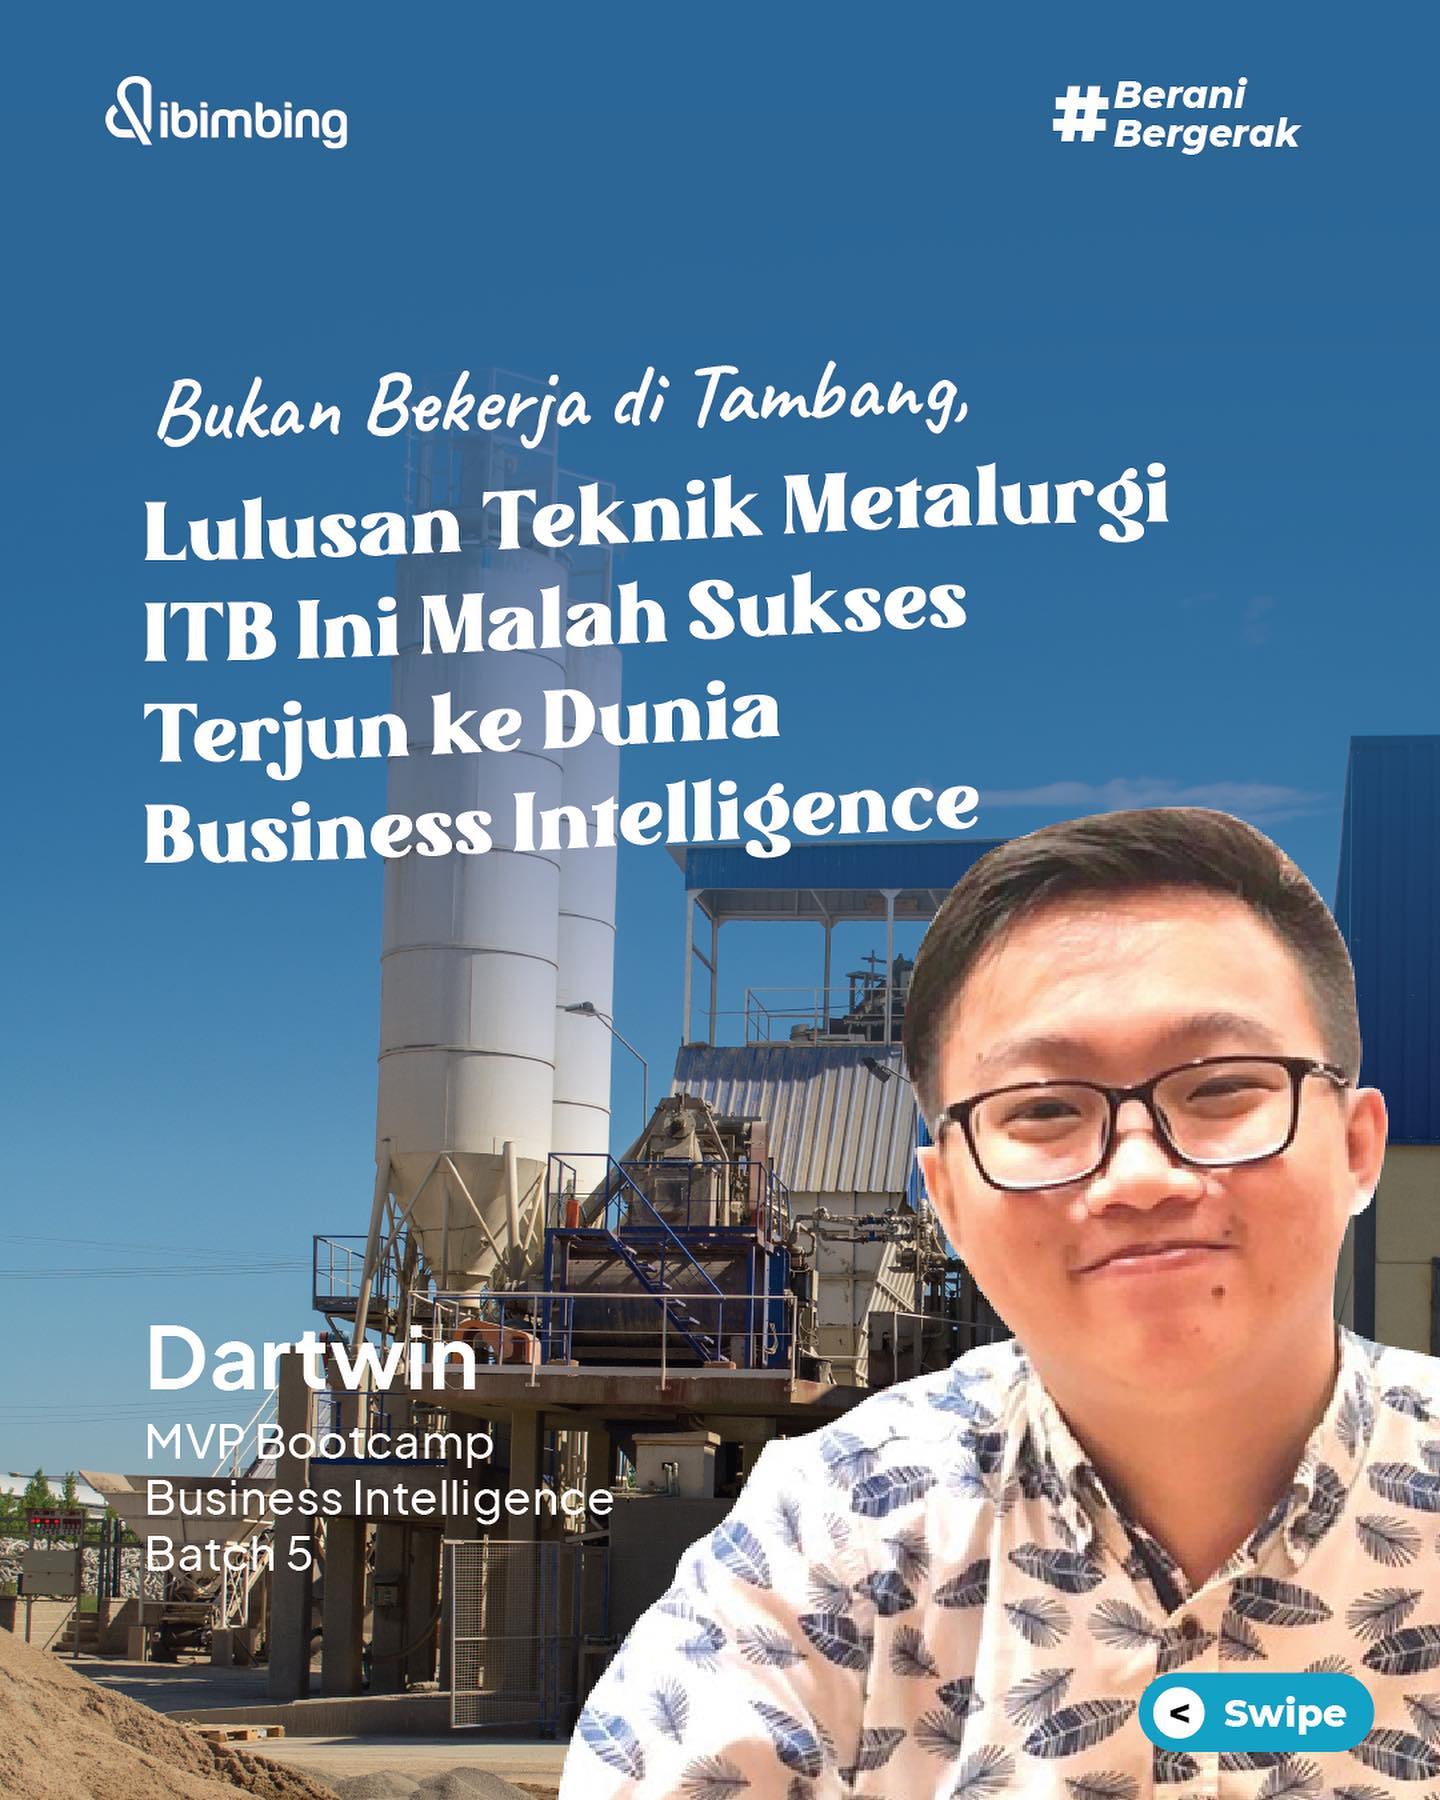 dibimbing
#Berani
Bergerak
Bukan Bekerja di Tambang,
Lulusan Teknik Metalurgi
ITB Ini Malah Sukses
Terjun ke Dunia
Business Intelligence
Dartwin
MVP Bootcamp
Business Intelligence
Batch 5
< Swipe